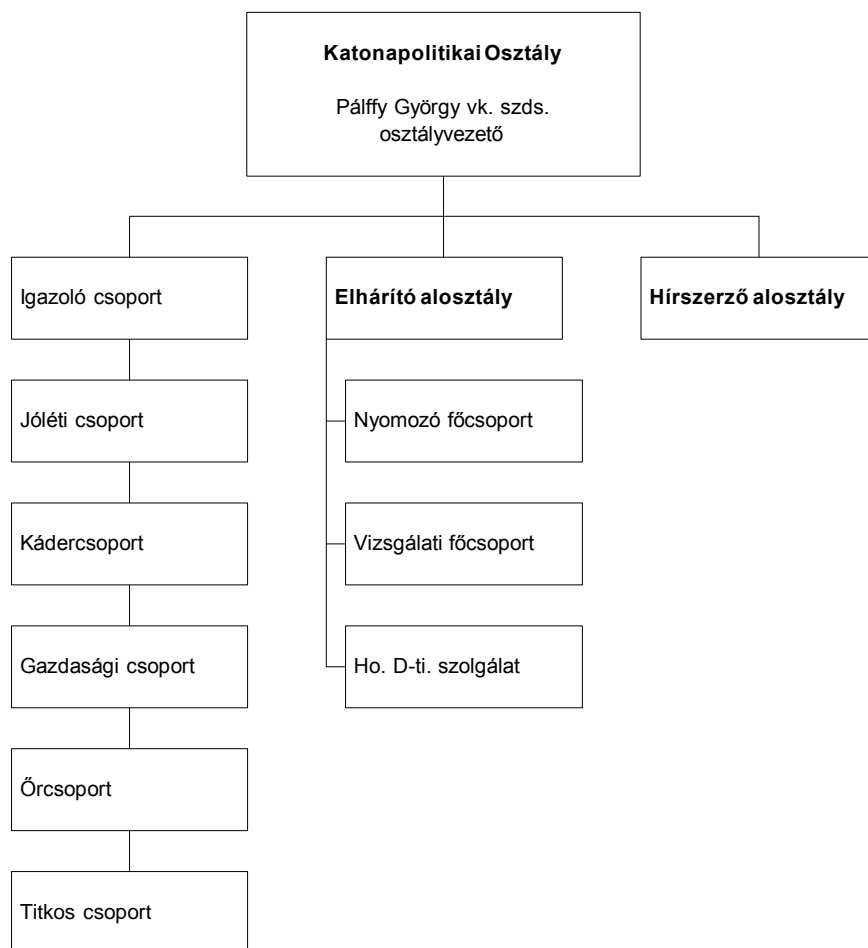 Katonapolitikai Osztály
Pálffy György vk. szds.
osztályvezető
Igazoló csoport
Elhárító alosztály
Hírszerző alosztály
Jóléti csoport
Nyomozó főcsoport
Kádercsoport
Vizsgálati főcsoport
Gazdasági csoport
Ho. D-ti. szolgálat
Őrcsoport
Titkos csoport